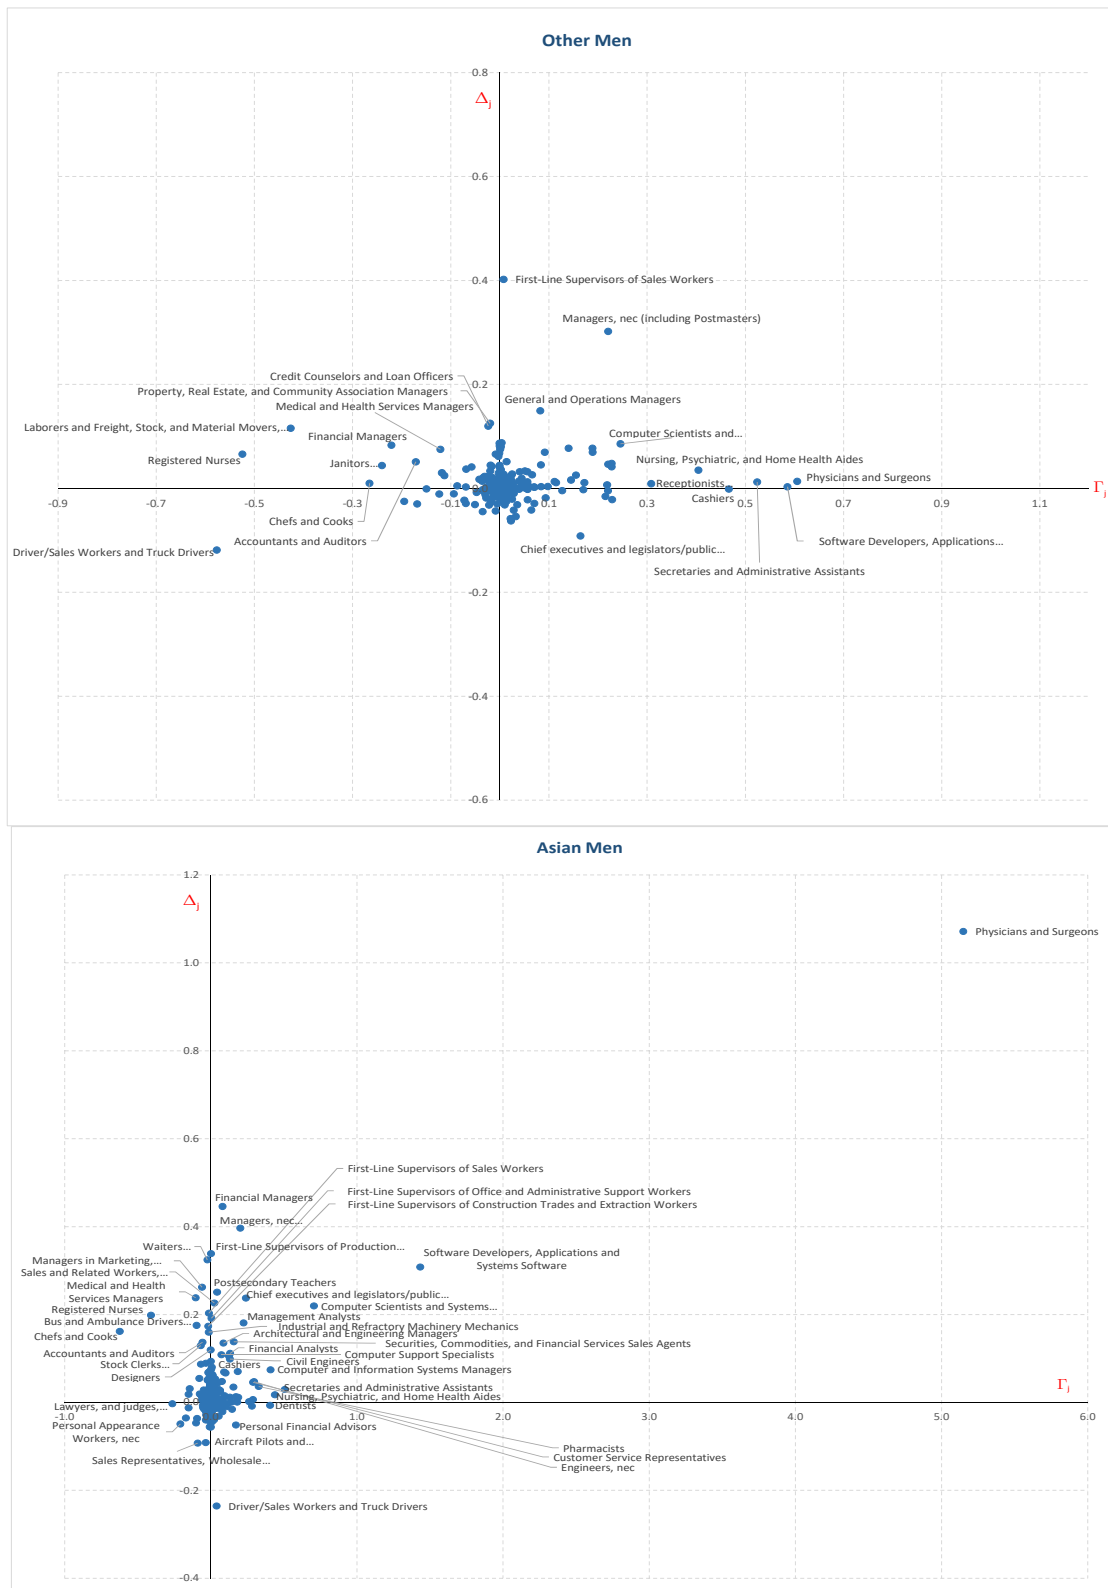 Other Men
0.8
Δj
0.6
0.4
First-Line Supervisors of Sales Workers
Managers, nec (including Postmasters)
Credit Counselors and Loan Officers
0.2
Property, Real Estate, and Community Association Managers
General and Operations Managers
Medical and Health Services Managers
Laborers and Freight, Stock, and Material Movers,...
Financial Managers
Computer Scientists and...
Registered Nurses
Janitors...
Nursing, Psychiatric, and Home Health Aides
Physicians and Surgeons
Receptionists
Γj
0.0
Cashiers
-0.9
-0.7
-0.5
-0.3
-0.1
0.1
0.3
0.5
0.7
0.9
1.1
Chefs and Cooks
Accountants and Auditors
Software Developers, Applications...
Driver/Sales Workers and Truck Drivers
Chief executives and legislators/public...
Secretaries and Administrative Assistants
-0.2
-0.4
-0.6
Asian Men
1.2
Δj
Physicians and Surgeons
1.0
0.8
0.6
First-Line Supervisors of Sales Workers
Financial Managers
First-Line Supervisors of Office and Administrative Support Workers
First-Line Supervisors of Construction Trades and Extraction Workers
0.4
Managers, nec...
Waiters...
First-Line Supervisors of Production...
Software Developers, Applications and
Systems Software
Managers in Marketing,...
Sales and Related Workers,...
Postsecondary Teachers
Medical and Health
Services Managers
Chief executives and legislators/public...
Registered Nurses
Computer Scientists and Systems...
0.2
Bus and Ambulance Drivers...
Management Analysts
Industrial and Refractory Machinery Mechanics
Chefs and Cooks
Architectural and Engineering Managers
Securities, Commodities, and Financial Services Sales Agents
Accountants and Auditors
Financial Analysts
Computer Support Specialists
Stock Clerks...
Cashiers
Civil Engineers
Designers
Computer and Information Systems Managers
Secretaries and Administrative Assistants
Nursing, Psychiatric, and Home Health Aides
Γj
Lawyers, and judges,...
0.0
Dentists
-1.0
0.0
1.0
2.0
3.0
4.0
5.0
6.0
Personal Appearance
Workers, nec
Personal Financial Advisors
Aircraft Pilots and...
Pharmacists
Customer Service Representatives
Sales Representatives, Wholesale...
Engineers, nec
-0.2
Driver/Sales Workers and Truck Drivers
-0.4